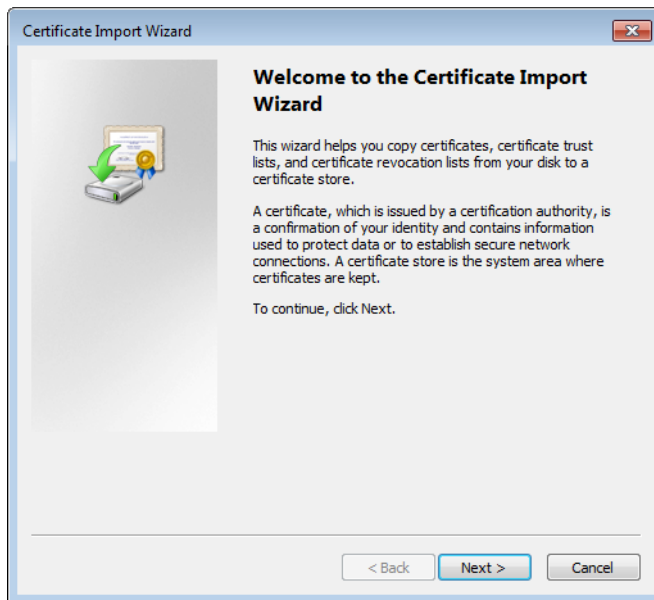 Certificate Import Wizard
Welcome to the Certificate Import
Wizard
This wizard helps you copy certificates, certificate trust
lists, and certificate revocation lists from your disk to a
certificate store.
A certificate, which is issued by a certification authority, is
a confirmation of your identity and contains information
used to protect data or to establish secure network
connections. A certificate store is the system area where
certificates are kept.
To continue, click Next.
< Back Next > Cancel